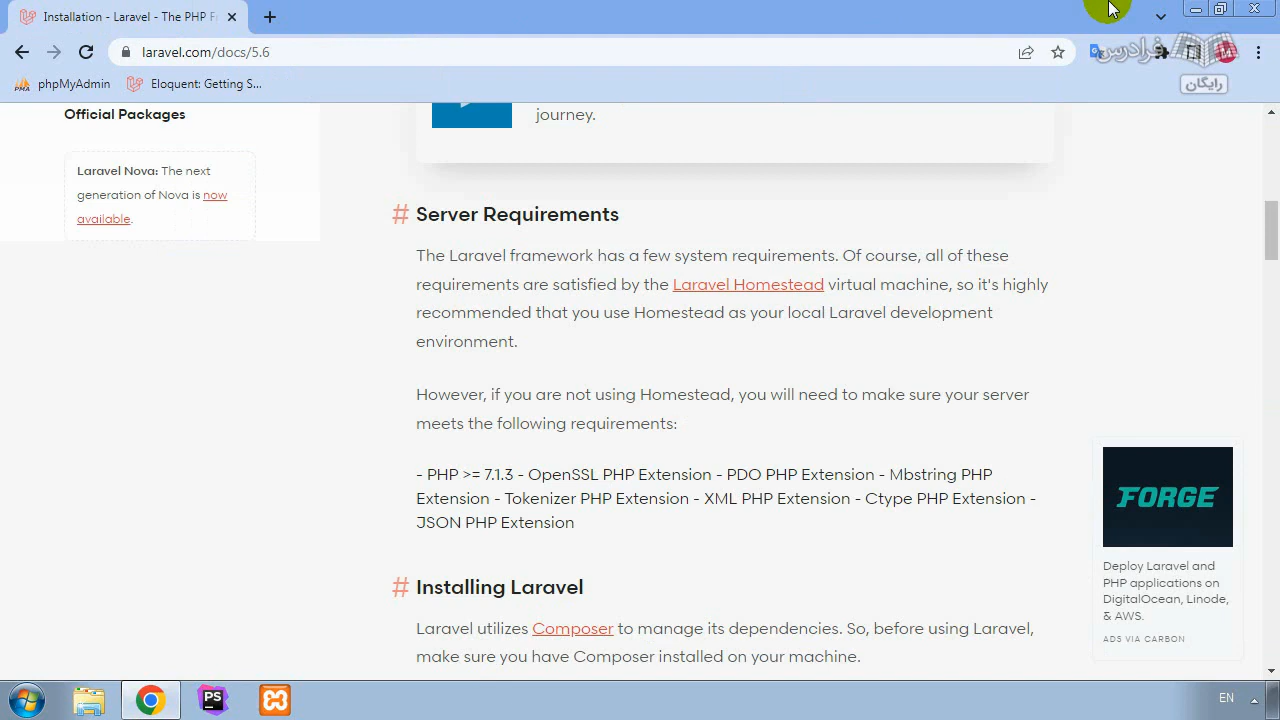 Installation - Laravel - The PHP F
laravel.com/docs/5.6
فرادرس
رایگان
phpMyAdmin
Eloquent: Getting S...
Official Packages
Laravel Nova: The next
generation of Nova is now
available.
journey.
# Server Requirements
The Laravel framework has a few system requirements. Of course, all of these
requirements are satisfied by the Laravel Homestead virtual machine, so it's highly
recommended that you use Homestead as your local Laravel development
environment.
However, if you are not using Homestead, you will need to make sure your server
meets the following requirements:
- PHP >= 7.1.3 - OpenSSL PHP Extension - PDO PHP Extension - Mbstring PHP
Extension - Tokenizer PHP Extension - XML PHP Extension - Ctype PHP Extension -
JSON PHP Extension
# Installing Laravel
Laravel utilizes Composer to manage its dependencies. So, before using Laravel,
make sure you have Composer installed on your machine.
FORGE
Deploy Laravel and
PHP applications on
DigitalOcean, Linode,
& AWS.
ADS VIA CARBON
PS
EN